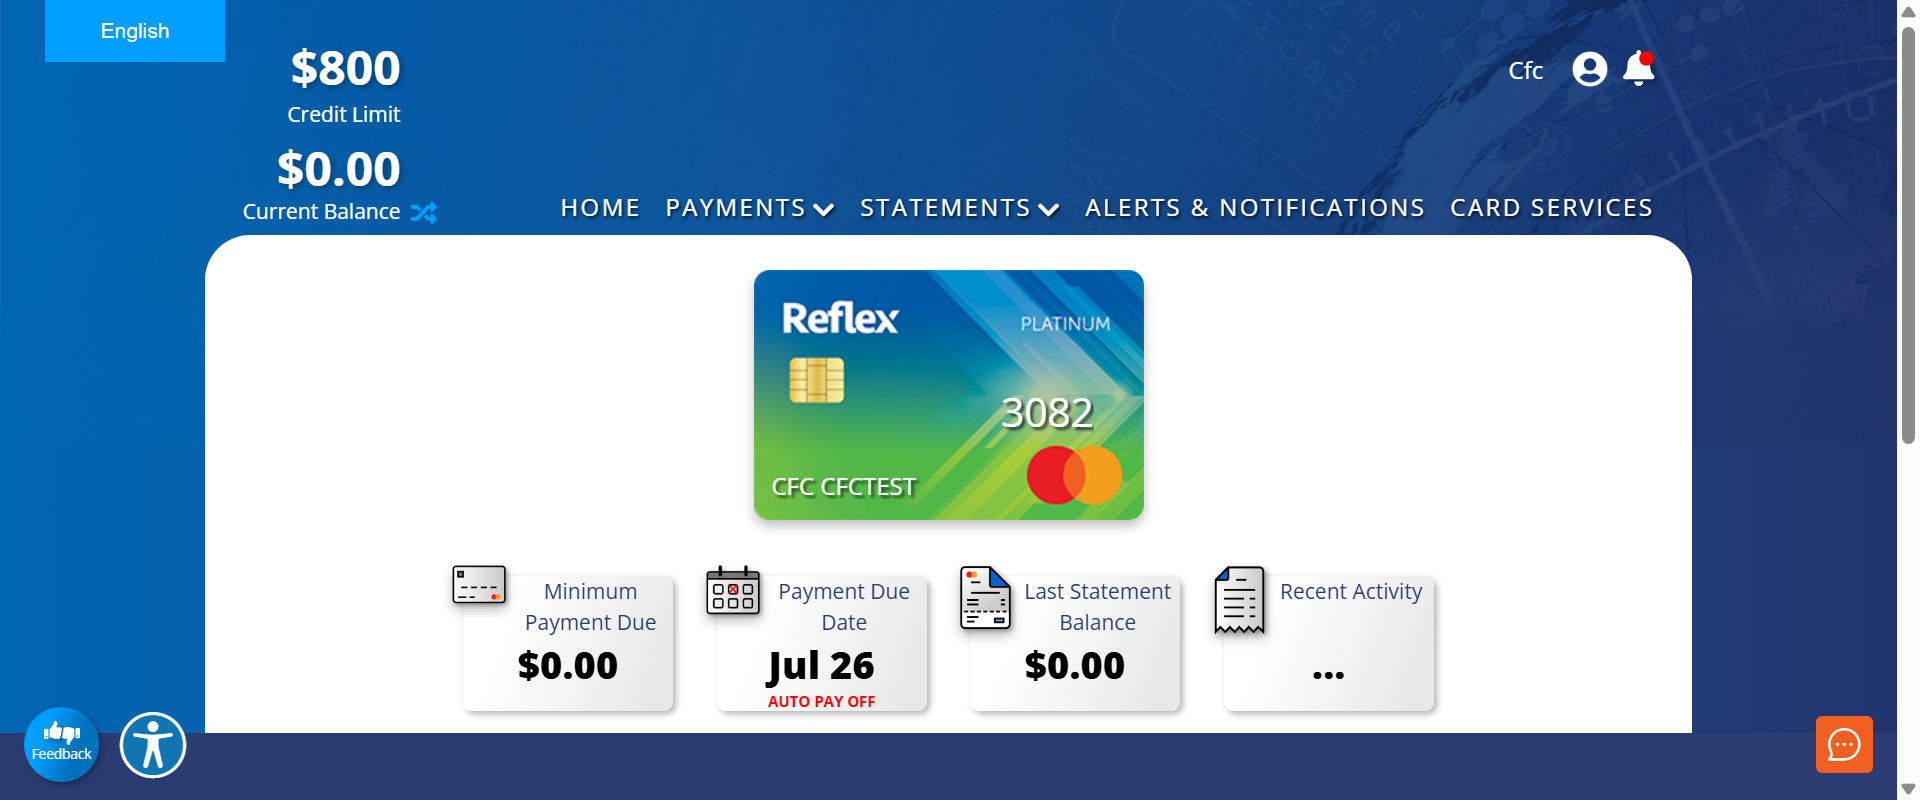 English
$800
Credit Limit
$0.00
Current Balance
Cfc
HOME PAYMENTS STATEMENTS ALERTS & NOTIFICATIONS CARD SERVICES
Reflex
PLATINUM
3082
CFC CFCTEST
Minimum
Payment Due
$0.00
Payment Due
Date
Jul 26
AUTO PAY OFF
Last Statement
Balance
$0.00
Recent Activity
...
Feedback